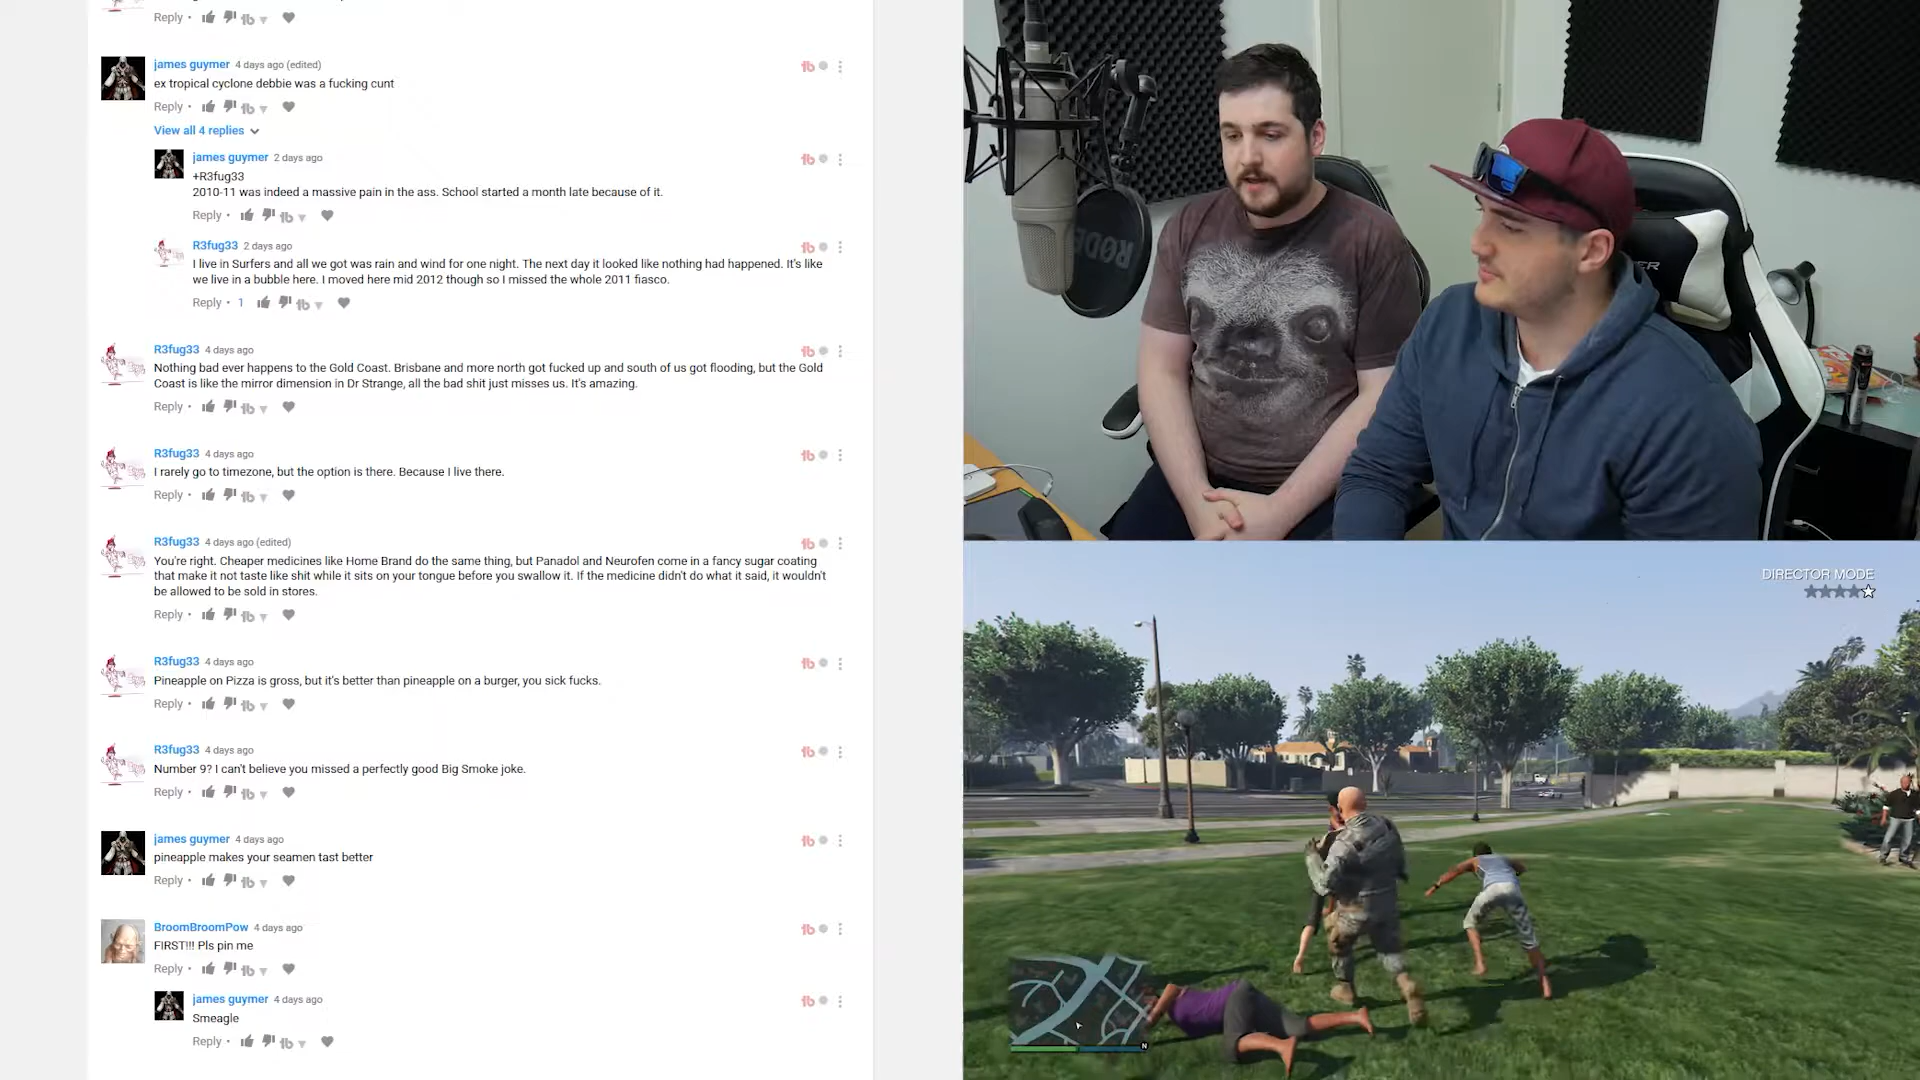 Reply •
james guymer 4 days ago (edited)
ex tropical cyclone debbie was a fucking cunt
Reply •
View all 4 replies
james guymer 2 days ago
+R3fug33
2010-11 was indeed a massive pain in the ass. School started a month late because of it.
Reply •
R3fug33 2 days ago
I live in Surfers and all we got was rain and wind for one night. The next day it looked like nothing had happened. It's like
we live in a bubble here. I moved here mid 2012 though so I missed the whole 2011 fiasco.
Reply • 1
R3fug33 4 days ago
Nothing bad ever happens to the Gold Coast. Brisbane and more north got fucked up and south of us got flooding, but the Gold
Coast is like the mirror dimension in Dr Strange, all the bad shit just misses us. It's amazing.
Reply •
R3fug33 4 days ago
I rarely go to timezone, but the option is there. Because I live there.
Reply •
R3fug33 4 days ago (edited)
You're right. Cheaper medicines like Home Brand do the same thing, but Panadol and Neurofen come in a fancy sugar coating
that make it not taste like shit while it sits on your tongue before you swallow it. If the medicine didn't do what it said, it wouldn't
be allowed to be sold in stores.
Reply •
R3fug33 4 days ago
Pineapple on Pizza is gross, but it's better than pineapple on a burger, you sick fucks.
Reply •
R3fug33 4 days ago
Number 9? I can't believe you missed a perfectly good Big Smoke joke.
Reply •
james guymer 4 days ago
pineapple makes your seamen tast better
Reply •
BroomBroomPow 4 days ago
FIRST!!! Pls pin me
Reply •
james guymer 4 days ago
Smeagle
Reply •
RØDE
DIRECTOR MODE
N